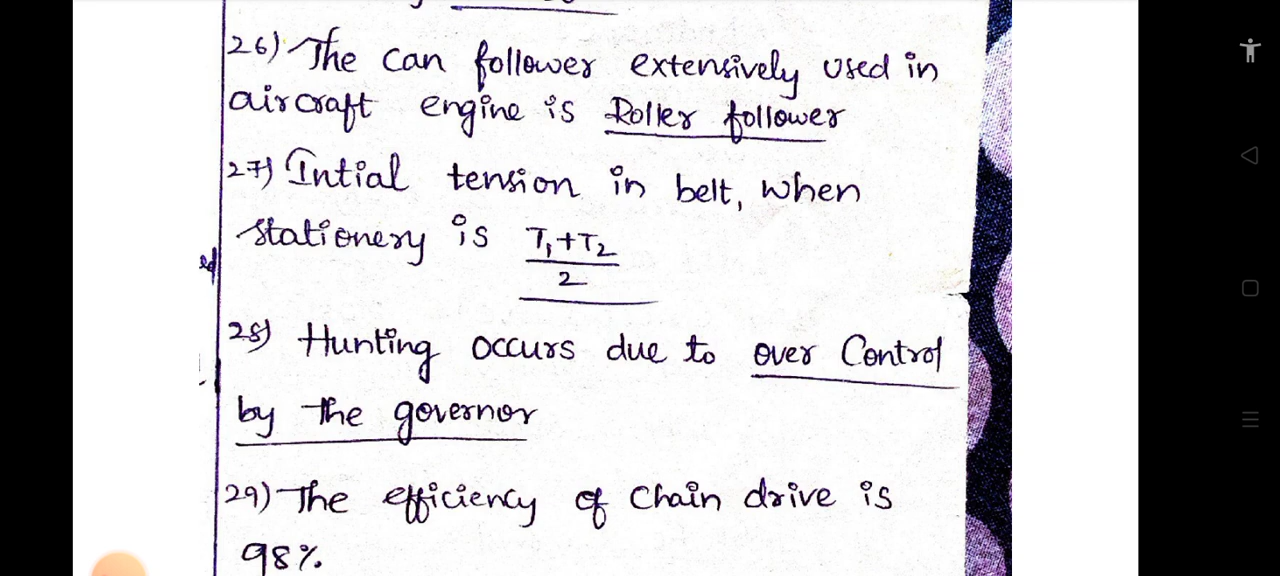 26) The can follower extensively used in
aircraft engine is Roller follower
27) Intial tension in belt, when
stationery is T1+T2
2
28) Hunting occurs due to over Control
by the governor
29) The efficiency of chain drive is
98%.